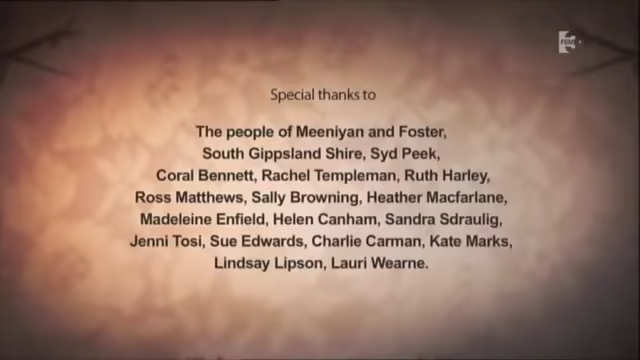 Special thanks to
The people of Meeniyan and Foster,
South Gippsland Shire, Syd Peek,
Coral Bennett, Rachel Templeman, Ruth Harley,
Ross Matthews, Sally Browning, Heather Macfarlane,
Madeleine Enfield, Helen Canham, Sandra Sdraulig,
Jenni Tosi, Sue Edwards, Charlie Carman, Kate Marks,
Lindsay Lipson, Lauri Wearne.